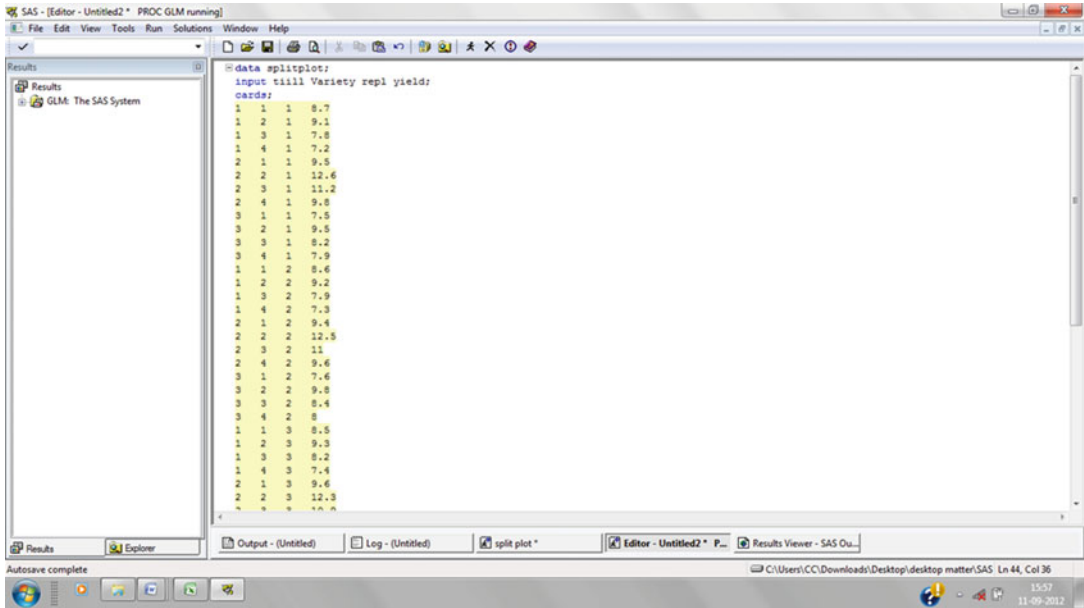 SAS - [Editor - Untitled2 * PROC GLM running]
File Edit View Tools Run Solutions Window Help
Results
Results
GLM: The SAS System
data splitplot;
input tiill Variety repl yield;
cards;
1 1 1 8.7
1 2 1 9.1
1 3 1 7.8
1 4 1 7.2
2 1 1 9.5
2 2 1 12.6
2 3 1 11.2
2 4 1 9.8
3 1 1 7.5
3 2 1 9.5
3 3 1 8.2
3 4 1 7.9
1 1 2 8.6
1 2 2 9.2
1 3 2 7.9
1 4 2 7.3
2 1 2 9.4
2 2 2 12.5
2 3 2 11
2 4 2 9.6
3 1 2 7.6
3 2 2 9.8
3 3 2 8.4
3 4 2 8
1 1 3 8.5
1 2 3 9.3
1 3 3 8.2
1 4 3 7.4
2 1 3 9.6
2 2 3 12.3
Results Explorer
Output - (Untitled) Log - (Untitled) split plot * Editor - Untitled2 * P... Results Viewer - SAS Ou...
Autosave complete C:\Users\CC\Downloads\Desktop\desktop matter\SAS Ln 44, Col 36
15:57
11-09-2012